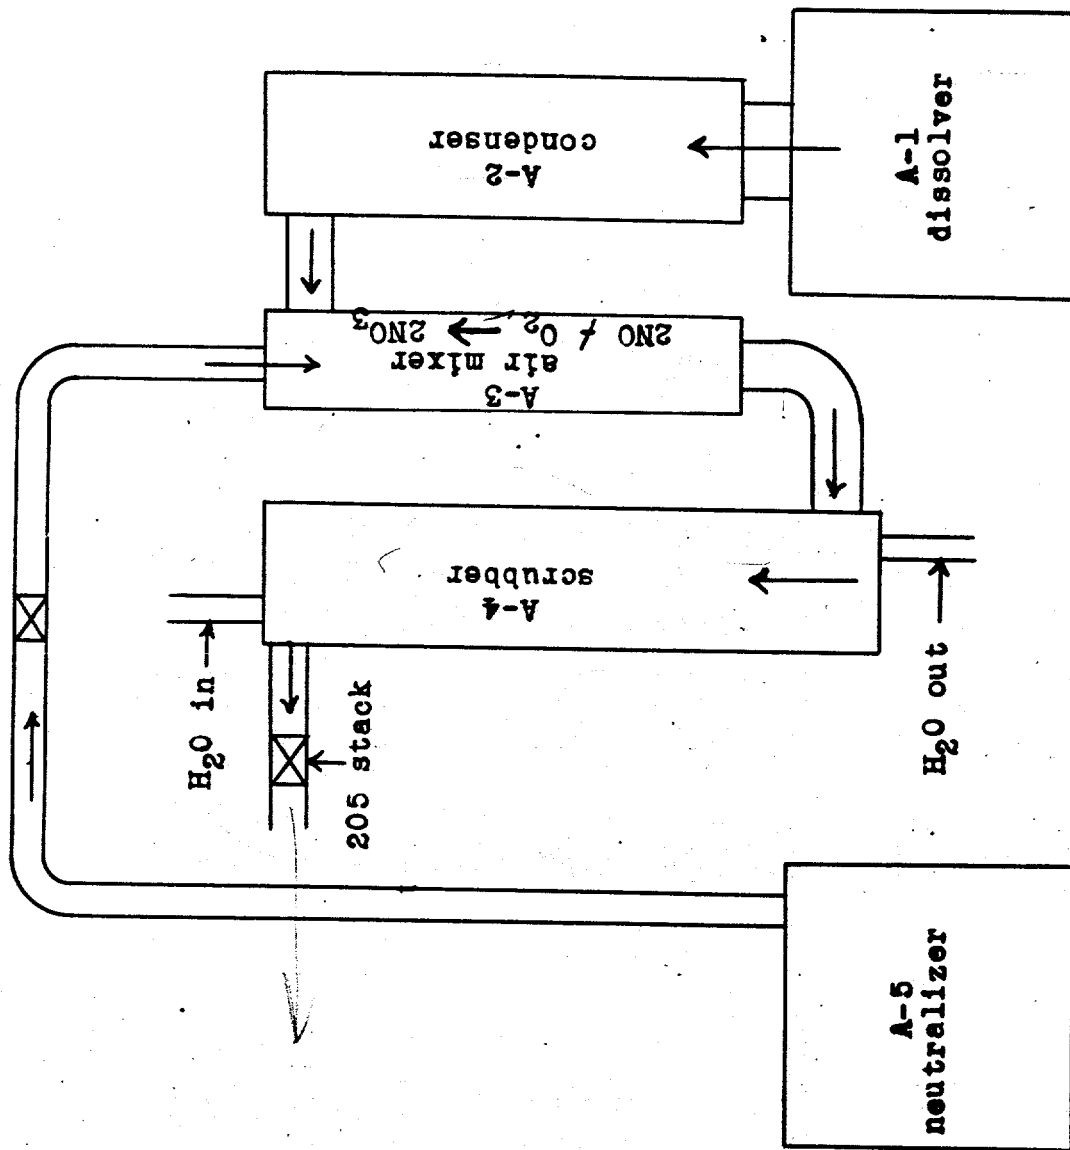 A-1
dissolver
A-2
condenser
A-3
air mixer
2NO + O2 → 2NO3
A-4
scrubber
H2O in
205 stack
H2O out
A-5
neutralizer